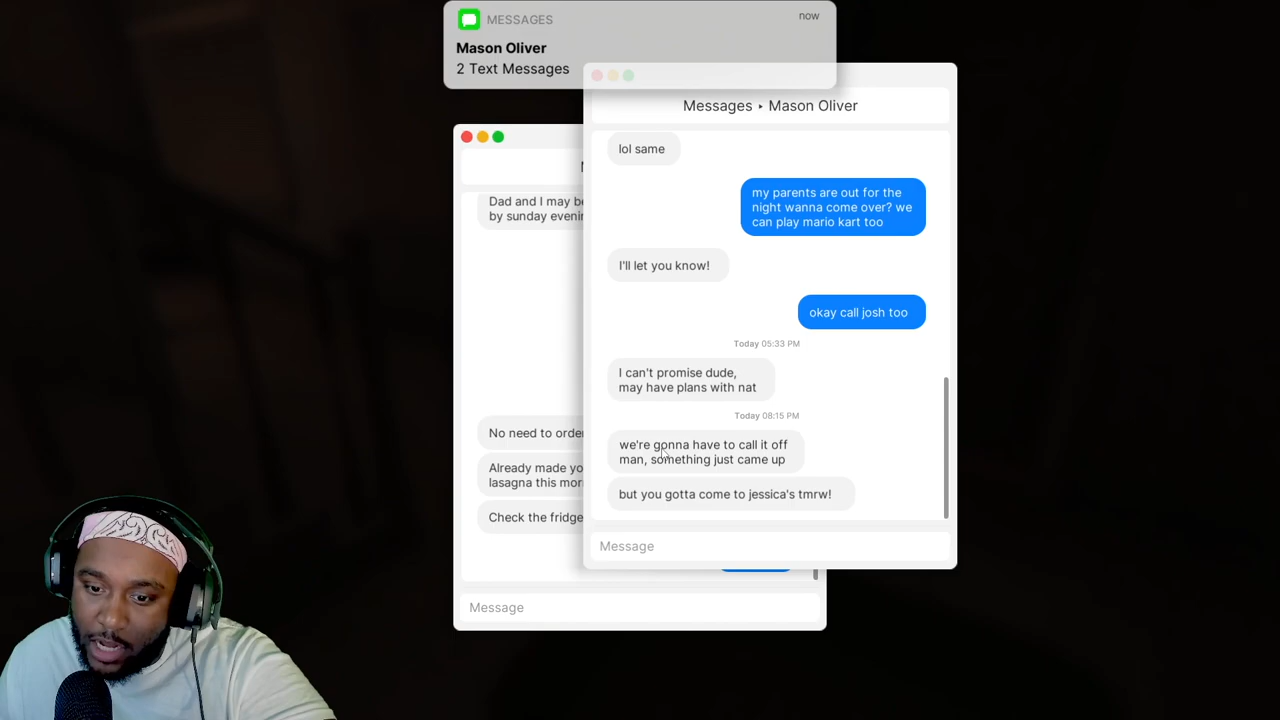 MESSAGES
now
Mason Oliver
2 Text Messages
Messages ‣ Mason Oliver
lol same
my parents are out for the
night wanna come over? we
can play mario kart too
I'll let you know!
okay call josh too
Today 05:33 PM
I can't promise dude,
may have plans with nat
Today 08:15 PM
we're gonna have to call it off
man, something just came up
but you gotta come to jessica's tmrw!
Message
Dad and I may be
by sunday evenin
No need to orde
Already made yo
lasagna this mor
Check the fridge
Message